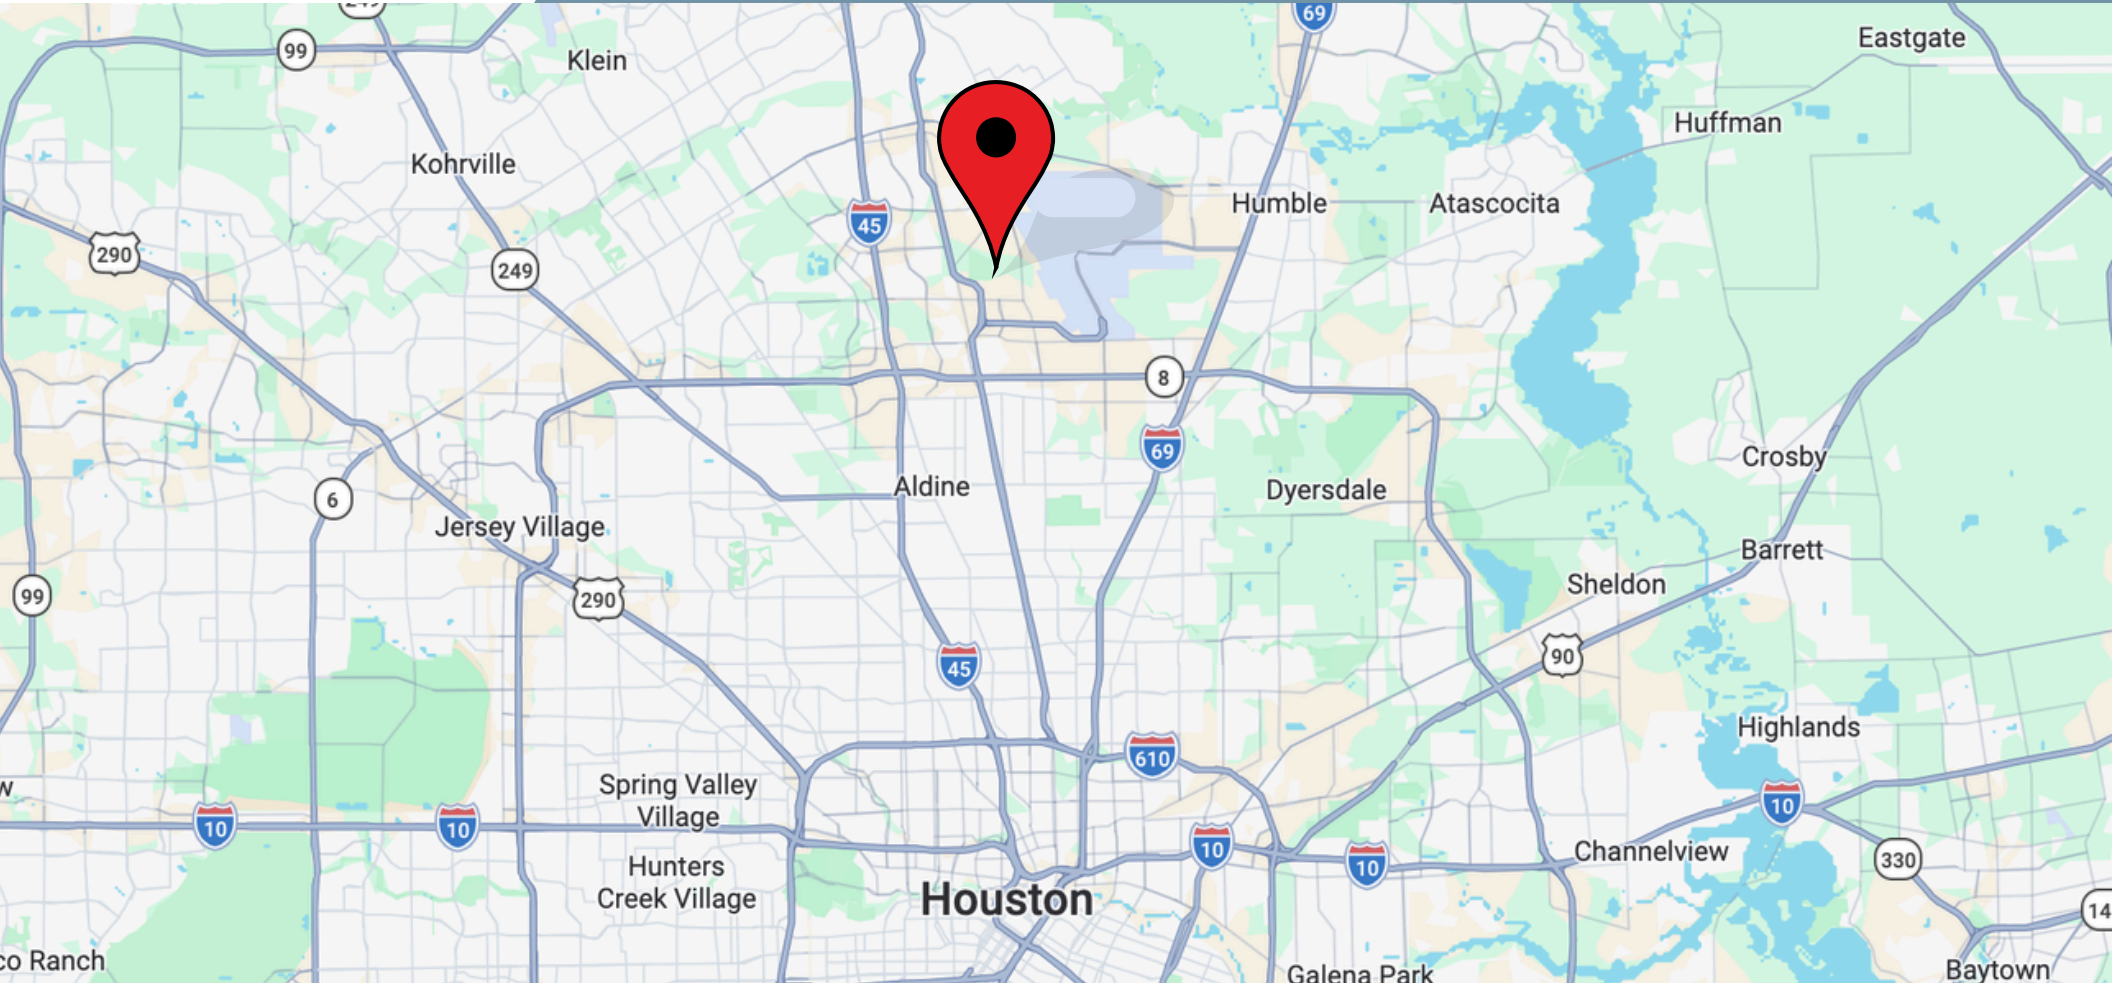 249
69
99
Klein
Eastgate
Huffman
Kohrville
45
Humble
Atascocita
290
249
8
69
Crosby
Aldine
Dyersdale
6
Jersey Village
Barrett
Sheldon
99
290
90
45
Highlands
610
w
Spring Valley
Village
10
10
10
10
10
Channelview
330
Hunters
Creek Village
Houston
14
co Ranch
Galena Park
Baytown